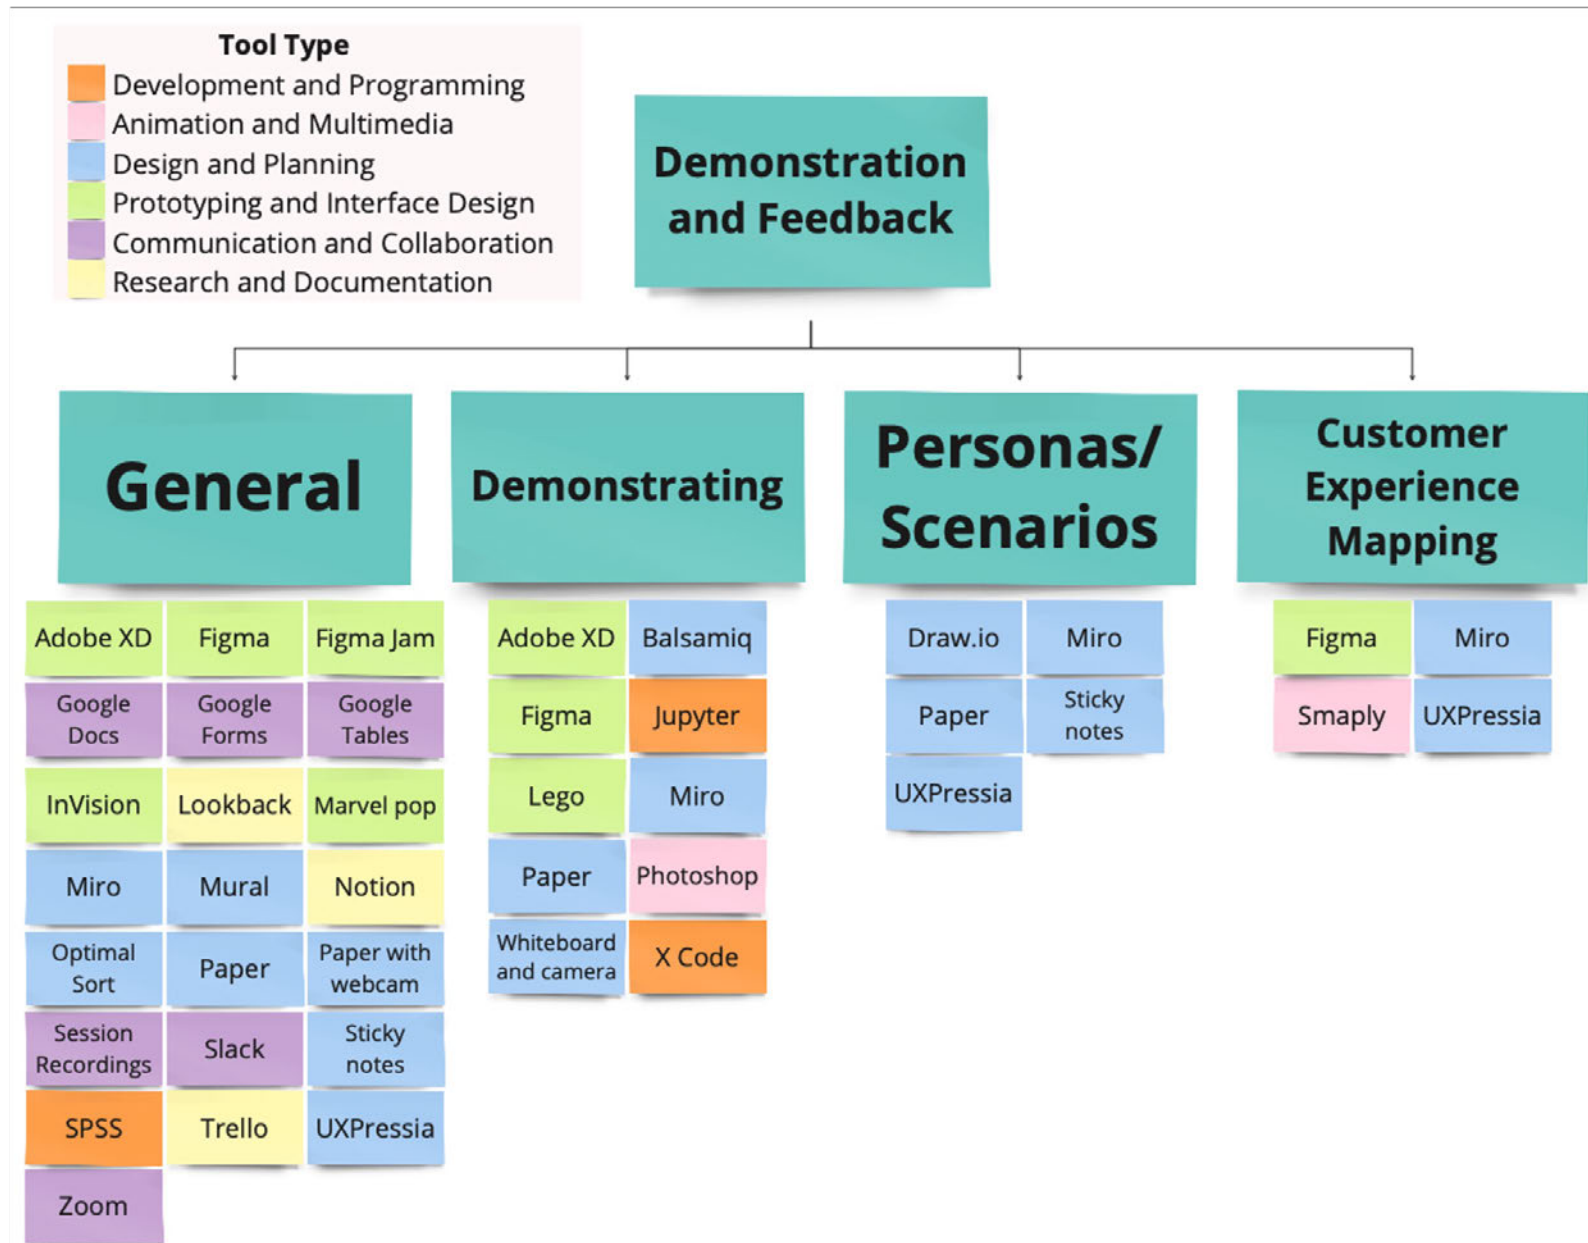 Tool Type
Development and Programming
Animation and Multimedia
Design and Planning
Prototyping and Interface Design
Communication and Collaboration
Research and Documentation
Demonstration
and Feedback
General
Adobe XD
Figma
Figma Jam
Google
Docs
Google
Forms
Google
Tables
InVision
Lookback
Marvel pop
Miro
Mural
Notion
Optimal
Sort
Paper
Paper with
webcam
Session
Recordings
Slack
Sticky
notes
SPSS
Trello
UXPressia
Zoom
Demonstrating
Adobe XD
Balsamiq
Figma
Jupyter
Lego
Miro
Paper
Photoshop
Whiteboard
and camera
X Code
Personas/
Scenarios
Draw.io
Miro
Paper
Sticky
notes
UXPressia
Customer
Experience
Mapping
Figma
Miro
Smaply
UXPressia